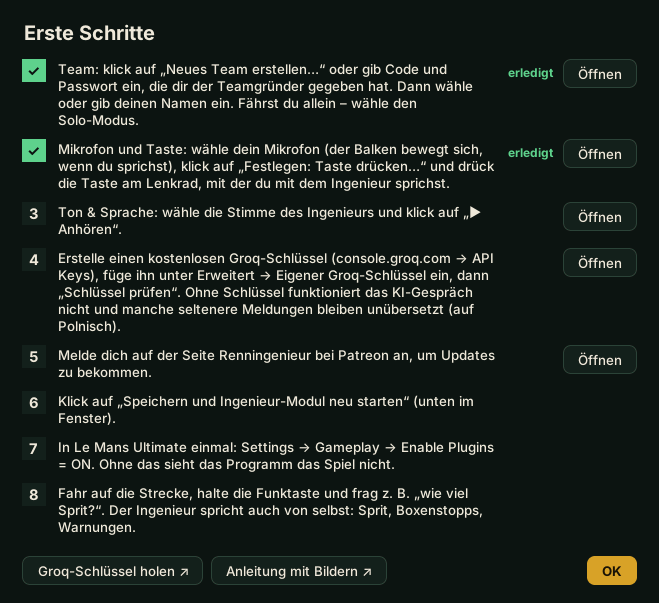 Erste Schritte
✓ Team: klick auf „Neues Team erstellen...“ oder gib Code und erledigt Öffnen
Passwort ein, die dir der Teamgründer gegeben hat. Dann wähle
oder gib deinen Namen ein. Fährst du allein – wähle den
Solo-Modus.
✓ Mikrofon und Taste: wähle dein Mikrofon (der Balken bewegt sich, erledigt Öffnen
wenn du sprichst), klick auf „Festlegen: Taste drücken...“ und drück
die Taste am Lenkrad, mit der du mit dem Ingenieur sprichst.
3 Ton & Sprache: wähle die Stimme des Ingenieurs und klick auf „▶ Öffnen
Anhören“.
4 Erstelle einen kostenlosen Groq-Schlüssel (console.groq.com → API Öffnen
Keys), füge ihn unter Erweitert → Eigener Groq-Schlüssel ein, dann
„Schlüssel prüfen“. Ohne Schlüssel funktioniert das KI-Gespräch
nicht und manche seltenere Meldungen bleiben unübersetzt (auf
Polnisch).
5 Melde dich auf der Seite Renningenieur bei Patreon an, um Updates Öffnen
zu bekommen.
6 Klick auf „Speichern und Ingenieur-Modul neu starten“ (unten im
Fenster).
7 In Le Mans Ultimate einmal: Settings → Gameplay → Enable Plugins
= ON. Ohne das sieht das Programm das Spiel nicht.
8 Fahr auf die Strecke, halte die Funktaste und frag z. B. „wie viel
Sprit?“. Der Ingenieur spricht auch von selbst: Sprit, Boxenstopps,
Warnungen.
Groq-Schlüssel holen ↗ Anleitung mit Bildern ↗ OK